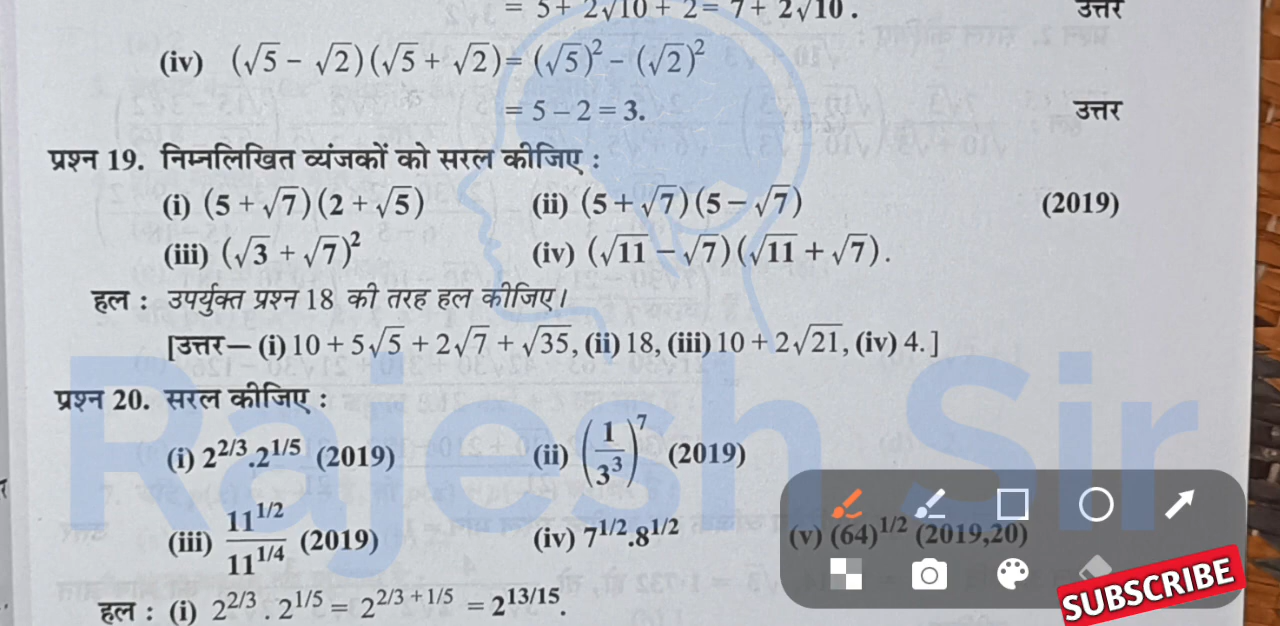 = 5 + 2√10 + 2 = 7 + 2√10 . उत्तर
(iv) (√5 − √2)(√5 + √2) = (√5)² − (√2)²
= 5 − 2 = 3. उत्तर
प्रश्न 19. निम्नलिखित व्यंजकों को सरल कीजिए :
(i) (5 + √7)(2 + √5) (ii) (5 + √7)(5 − √7) (2019)
(iii) (√3 + √7)² (iv) (√11 − √7)(√11 + √7).
हल : उपर्युक्त प्रश्न 18 की तरह हल कीजिए।
[उत्तर— (i) 10 + 5√5 + 2√7 + √35, (ii) 18, (iii) 10 + 2√21, (iv) 4.]
Rajesh Sir
प्रश्न 20. सरल कीजिए :
(i) 2^2/3.2^1/5 (2019) (ii) (1/3³)⁷ (2019)
(iii) 11^1/2 / 11^1/4 (2019) (iv) 7^1/2.8^1/2 (v) (64)^1/2 (2019,20)
SUBSCRIBE
हल : (i) 2^2/3 . 2^1/5 = 2^2/3 + 1/5 = 2^13/15.